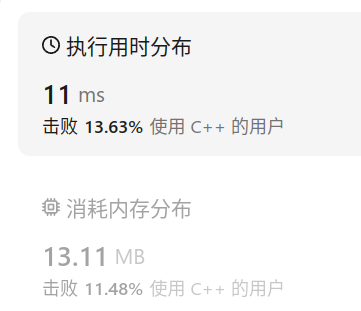 执行用时分布
11 ms
击败 13.63% 使用 C++ 的用户
消耗内存分布
13.11 MB
击败 11.48% 使用 C++ 的用户